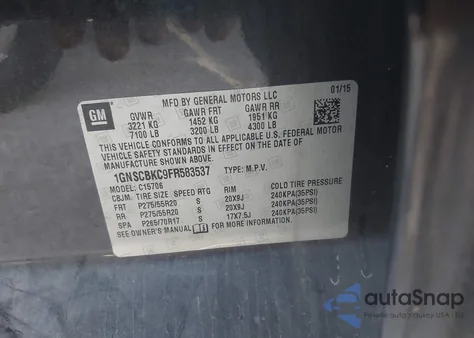 MFD BY GENERAL MOTORS LLC
01/15
GM
GVWR GAWR FRT GAWR RR
3221 KG 1452 KG 1951 KG
7100 LB 3200 LB 4300 LB
THIS VEHICLE CONFORMS TO ALL APPLICABLE U.S. FEDERAL MOTOR
VEHICLE SAFETY STANDARDS IN EFFECT ON THE DATE OF
MANUFACTURE SHOWN ABOVE.
1GNSCBKC9FR583537 TYPE: M.P.V.
MODEL: C15706
CBJM. TIRE SIZE SPEED RTG RIM COLD TIRE PRESSURE
FRT P275/55R20 S 20X9J 240KPA(35PSI)
RR P275/55R20 S 20X9J 240KPA(35PSI)
SPA P265/70R17 S 17X7.5J 240KPA(35PSI)
SEE OWNER'S MANUAL FOR MORE INFORMATION.
autoSnap